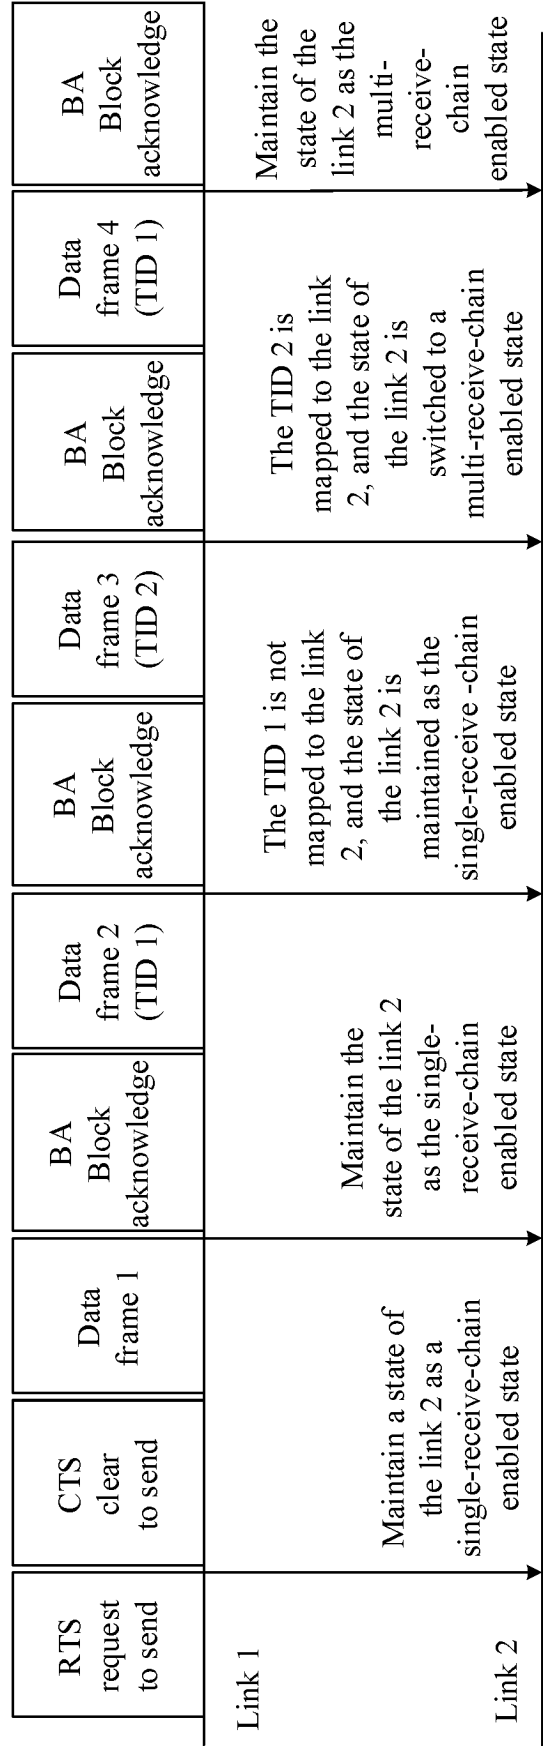 RTS
request
to send
CTS
clear
to send
Data
frame 1
BA
Block
acknowledge
Data
frame 2
(TID 1)
BA
Block
acknowledge
Data
frame 3
(TID 2)
BA
Block
acknowledge
Data
frame 4
(TID 1)
BA
Block
acknowledge
Link 1
Maintain a state of
the link 2 as a
single-receive-chain
enabled state
Maintain the
state of the link 2
as the single-
receive-chain
enabled state
The TID 1 is not
mapped to the link
2, and the state of
the link 2 is
maintained as the
single-receive -chain
enabled state
The TID 2 is
mapped to the link
2, and the state of
the link 2 is
switched to a
multi-receive-chain
enabled state
Maintain the
state of the
link 2 as the
multi-
receive-
chain
enabled state
Link 2